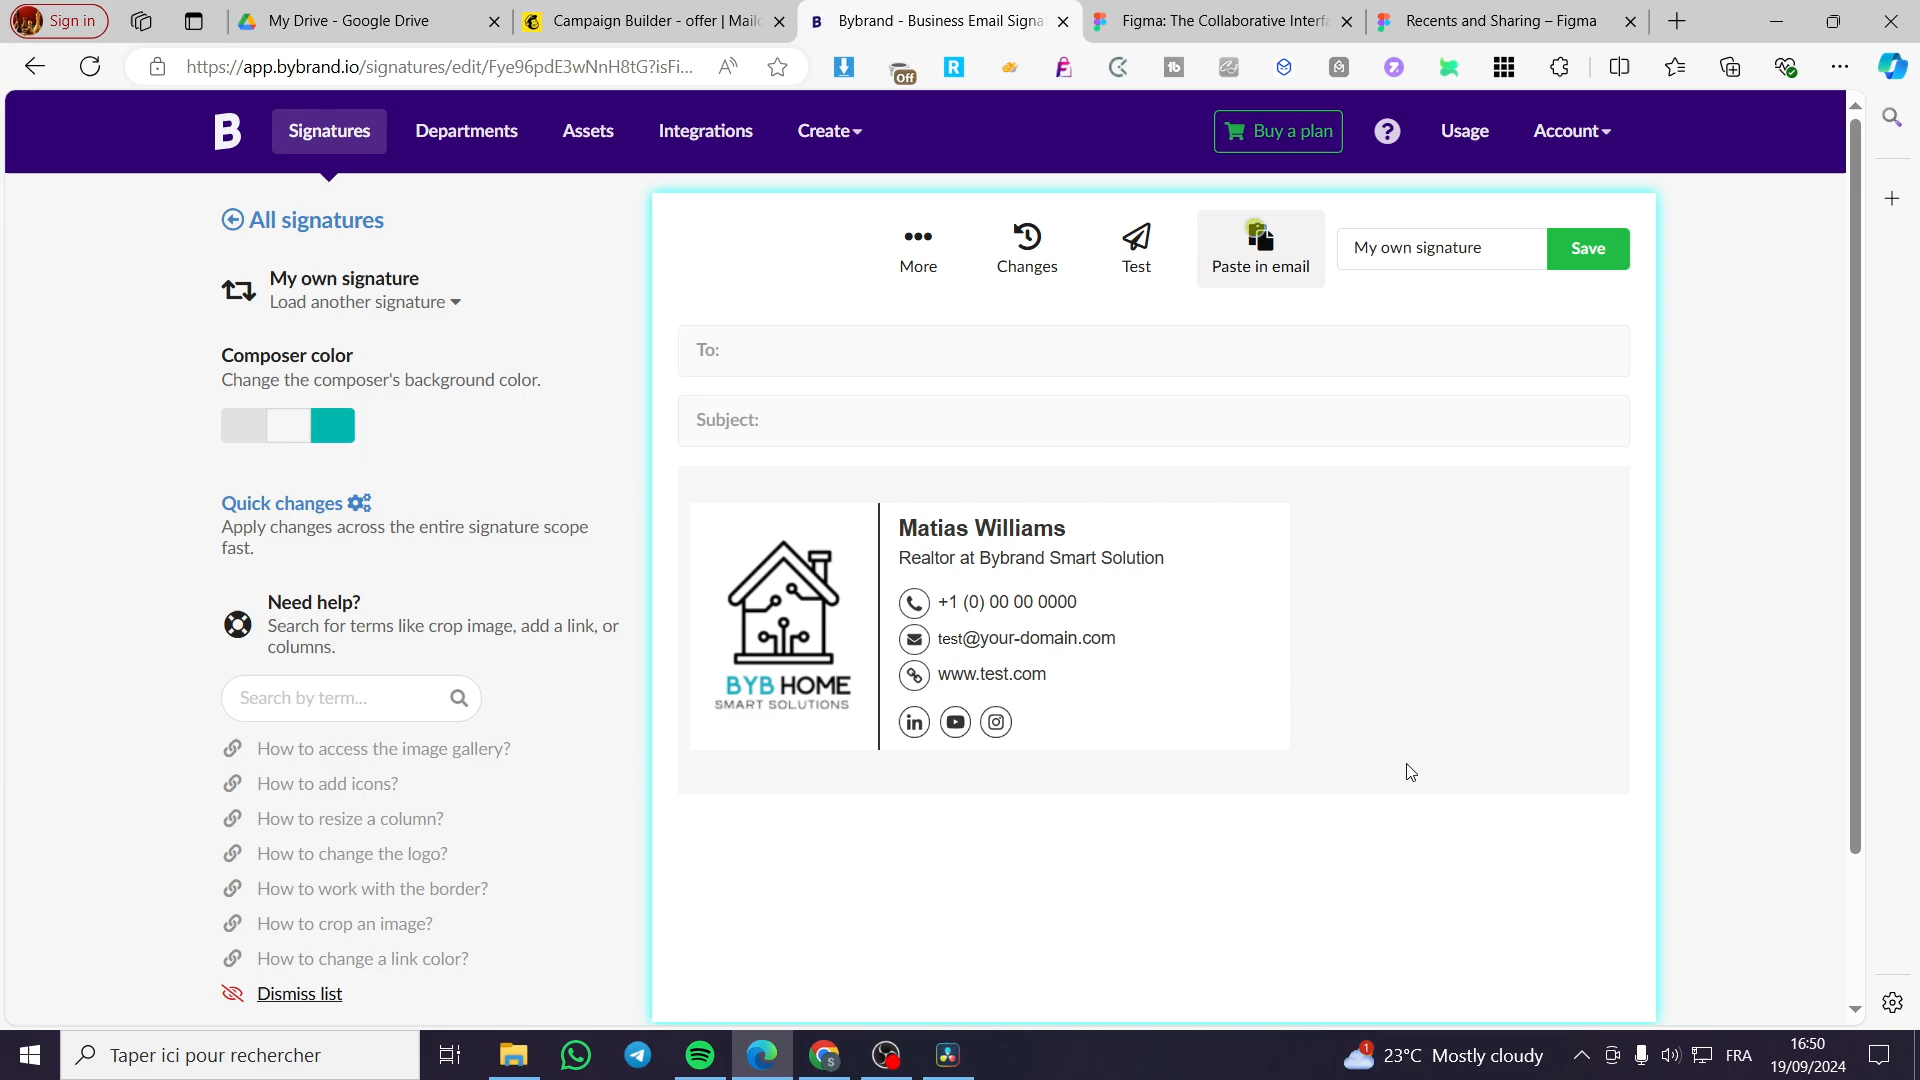 Sign in
My Drive - Google Drive
Campaign Builder - offer | Mailc
Bybrand - Business Email Signa
Figma: The Collaborative Interfa
Recents and Sharing – Figma
https://app.bybrand.io/signatures/edit/Fye96pdE3wNnH8tG?isFi...
Off
B
Signatures
Departments
Assets
Integrations
Create
Buy a plan
?
Usage
Account
All signatures
My own signature
Load another signature
Composer color
Change the composer's background color.
Quick changes
Apply changes across the entire signature scope
fast.
Need help?
Search for terms like crop image, add a link, or
columns.
Search by term...
How to access the image gallery?
How to add icons?
How to resize a column?
How to change the logo?
How to work with the border?
How to crop an image?
How to change a link color?
Dismiss list
More
Changes
Test
Paste in email
My own signature
Save
To:
Subject:
BYB HOME
SMART SOLUTIONS
Matias Williams
Realtor at Bybrand Smart Solution
+1 (0) 00 00 0000
test@your-domain.com
www.test.com
in
Taper ici pour rechercher
1
23°C Mostly cloudy
FRA
16:50
19/09/2024